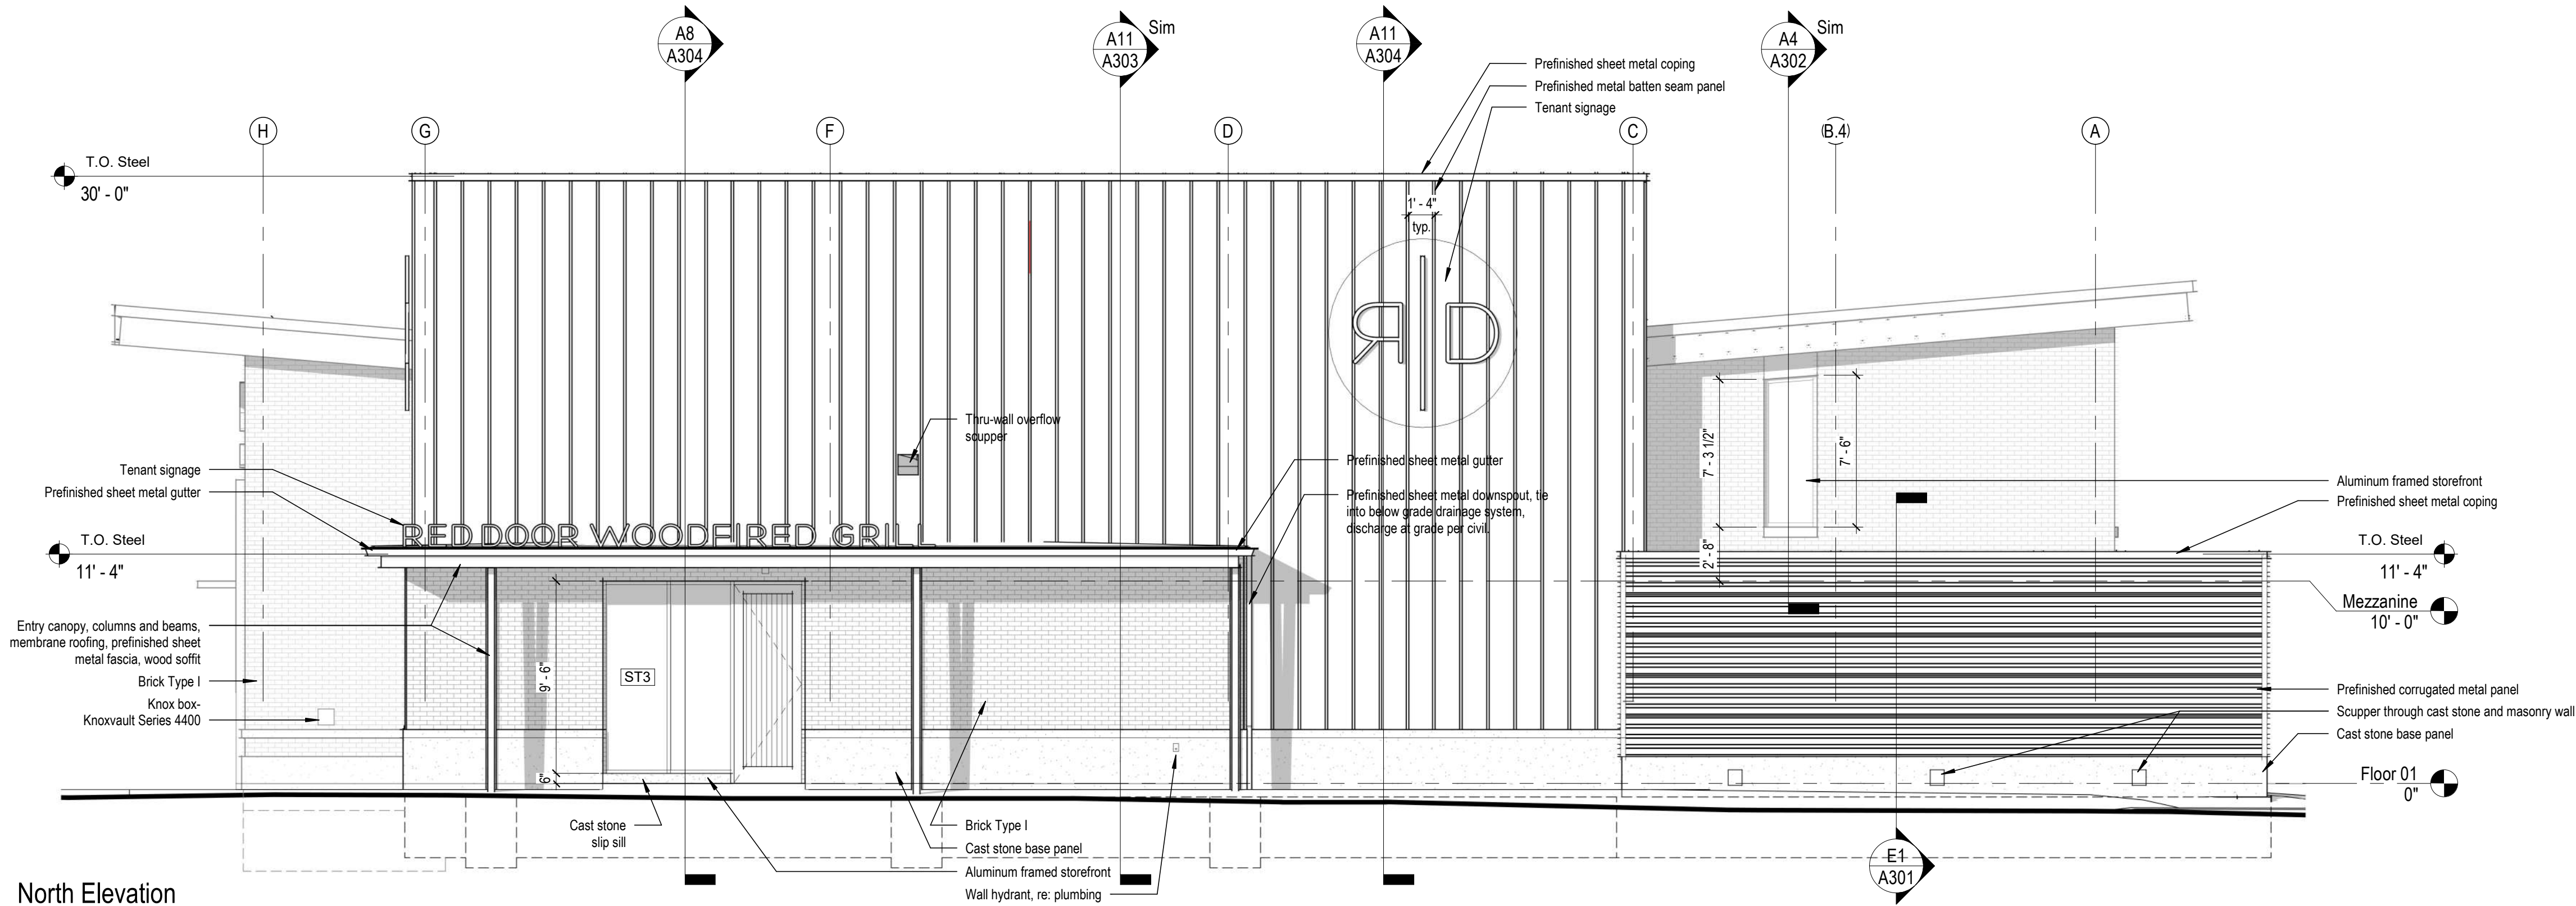 A8
A304
A11
A303
Sim
A11
A304
A4
A302
Sim
Prefinished sheet metal coping
Prefinished metal batten seam panel
Tenant signage
H
G
F
D
C
(B.4)
A
T.O. Steel
30' - 0"
1' - 4"
typ.
R D
Thru-wall overflow
scupper
Tenant signage
Prefinished sheet metal gutter
T.O. Steel
11' - 4"
RED DOOR WOODFIRED GRILL
Prefinished sheet metal gutter
Prefinished sheet metal downspout, tie
into below grade drainage system,
discharge at grade per civil.
7' - 3 1/2"
7' - 6"
2' - 8"
Aluminum framed storefront
Prefinished sheet metal coping
T.O. Steel
11' - 4"
Mezzanine
10' - 0"
Entry canopy, columns and beams,
membrane roofing, prefinished sheet
metal fascia, wood soffit
Brick Type I
Knox box-
Knoxvault Series 4400
9' - 6"
ST3
6"
Prefinished corrugated metal panel
Scupper through cast stone and masonry wall
Cast stone base panel
Floor 01
0"
Cast stone
slip sill
Brick Type I
Cast stone base panel
Aluminum framed storefront
Wall hydrant, re: plumbing
E1
A301
North Elevation